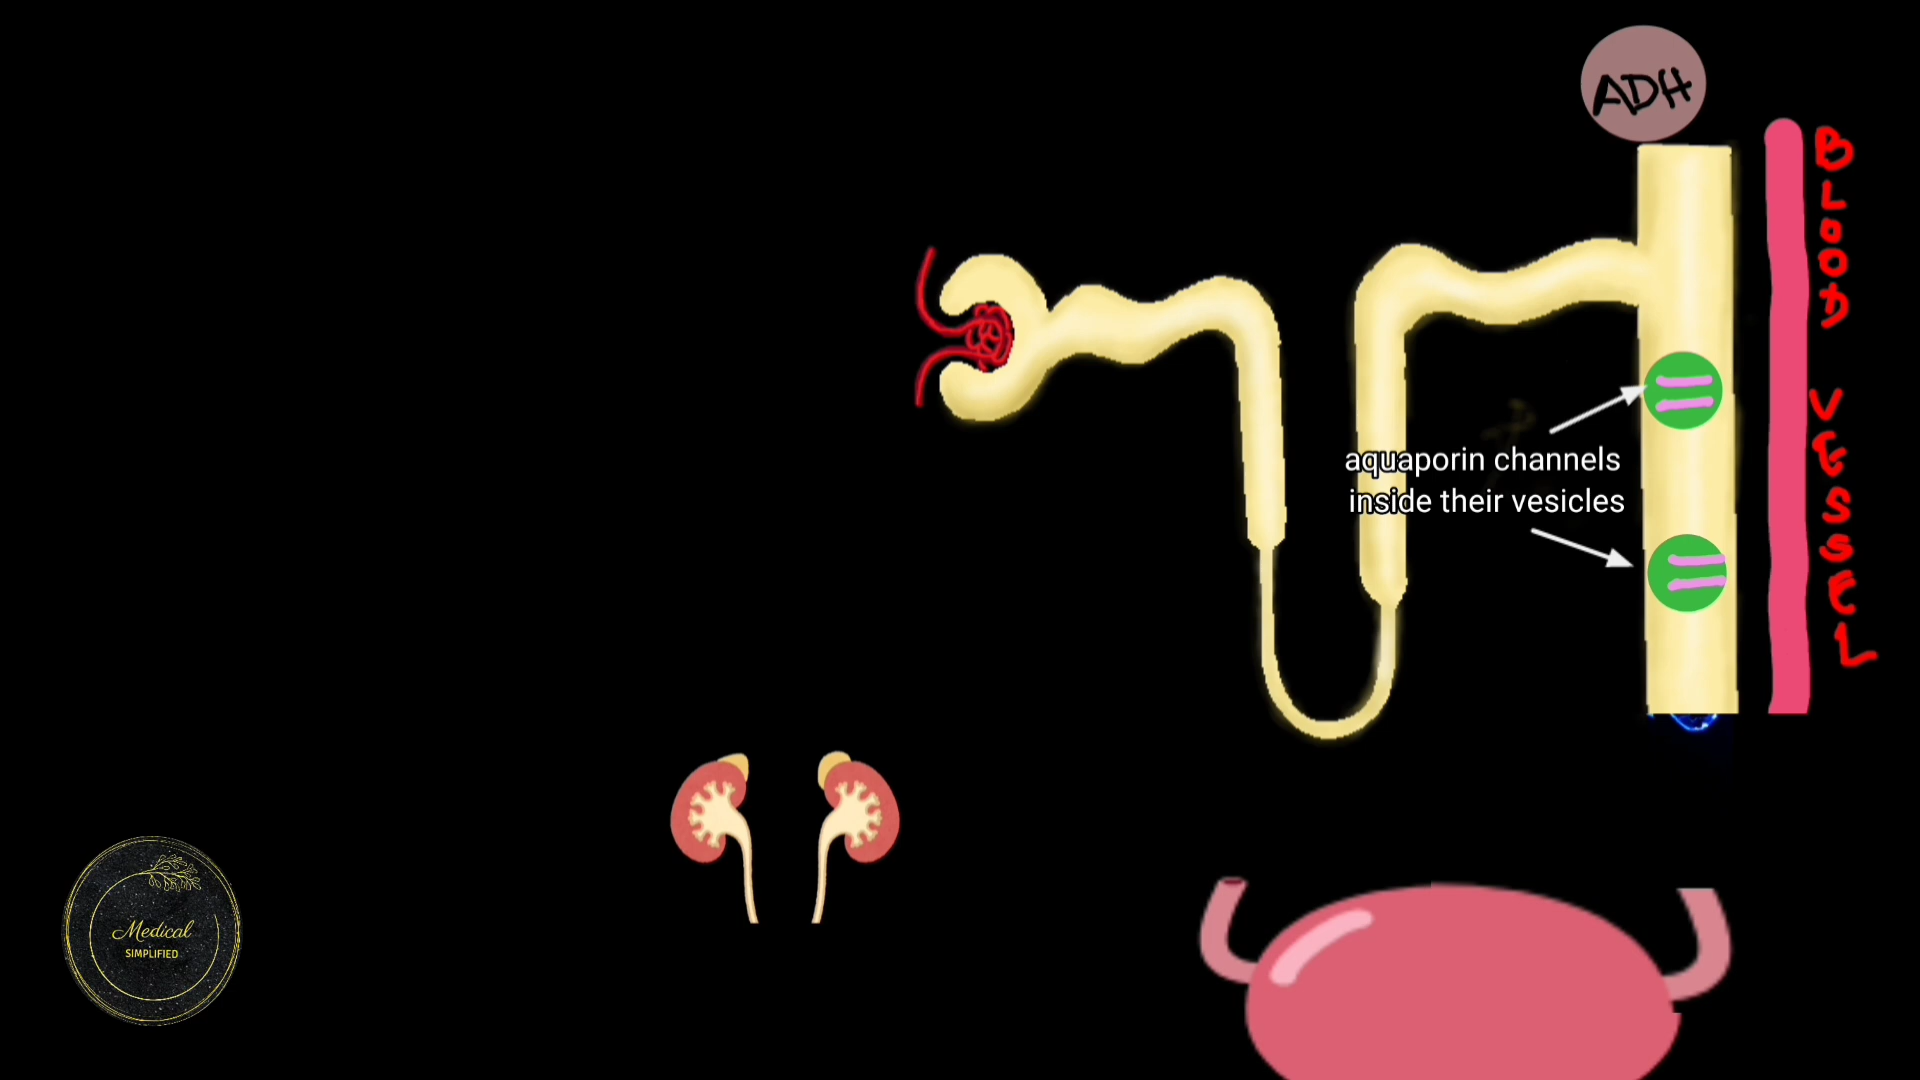 ADH
BLOOD VESSEL
aquaporin channels
inside their vesicles
Medical
SIMPLIFIED